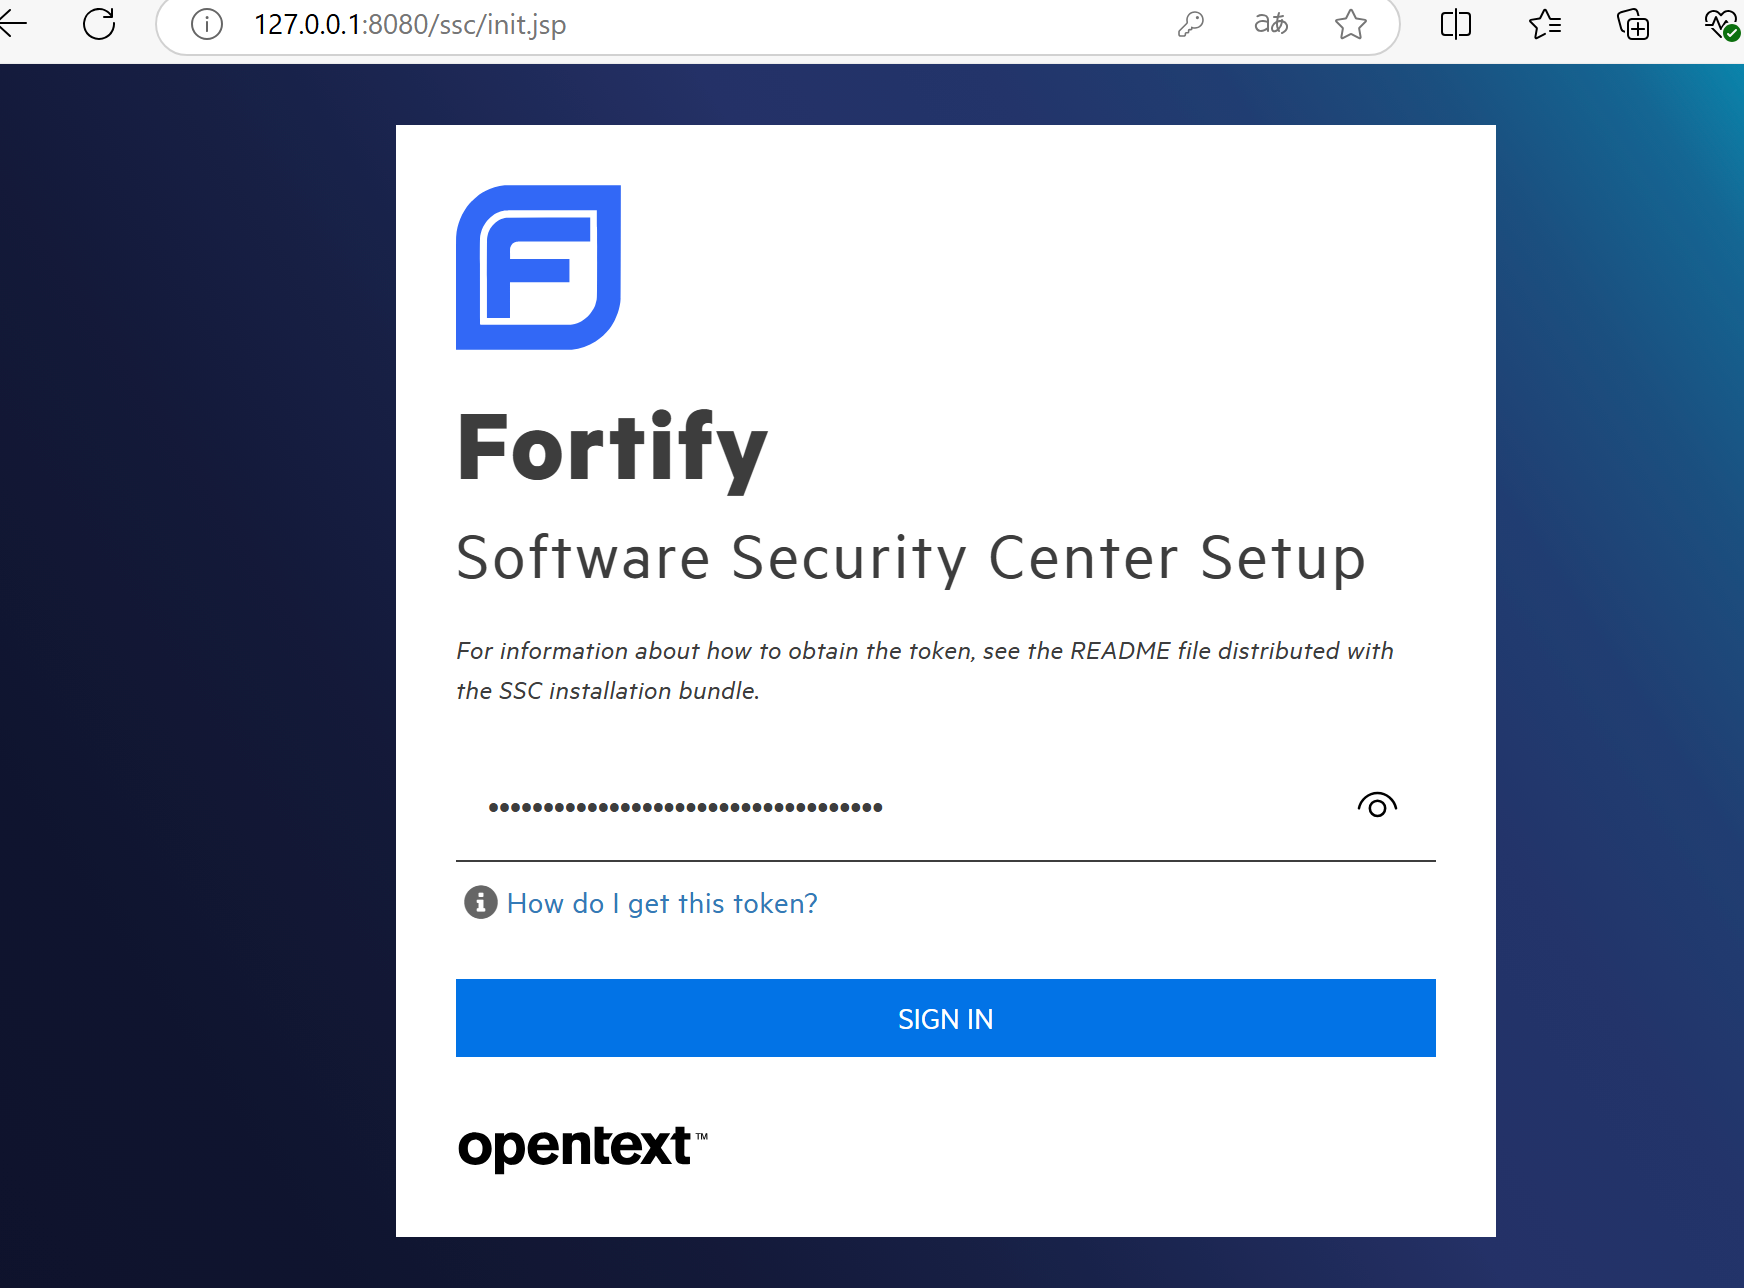 127.0.0.1:8080/ssc/init.jsp
aあ
F
Fortify
Software Security Center Setup
For information about how to obtain the token, see the README file distributed with
the SSC installation bundle.
••••••••••••••••••••••••••••••••••••
How do I get this token?
SIGN IN
opentext™